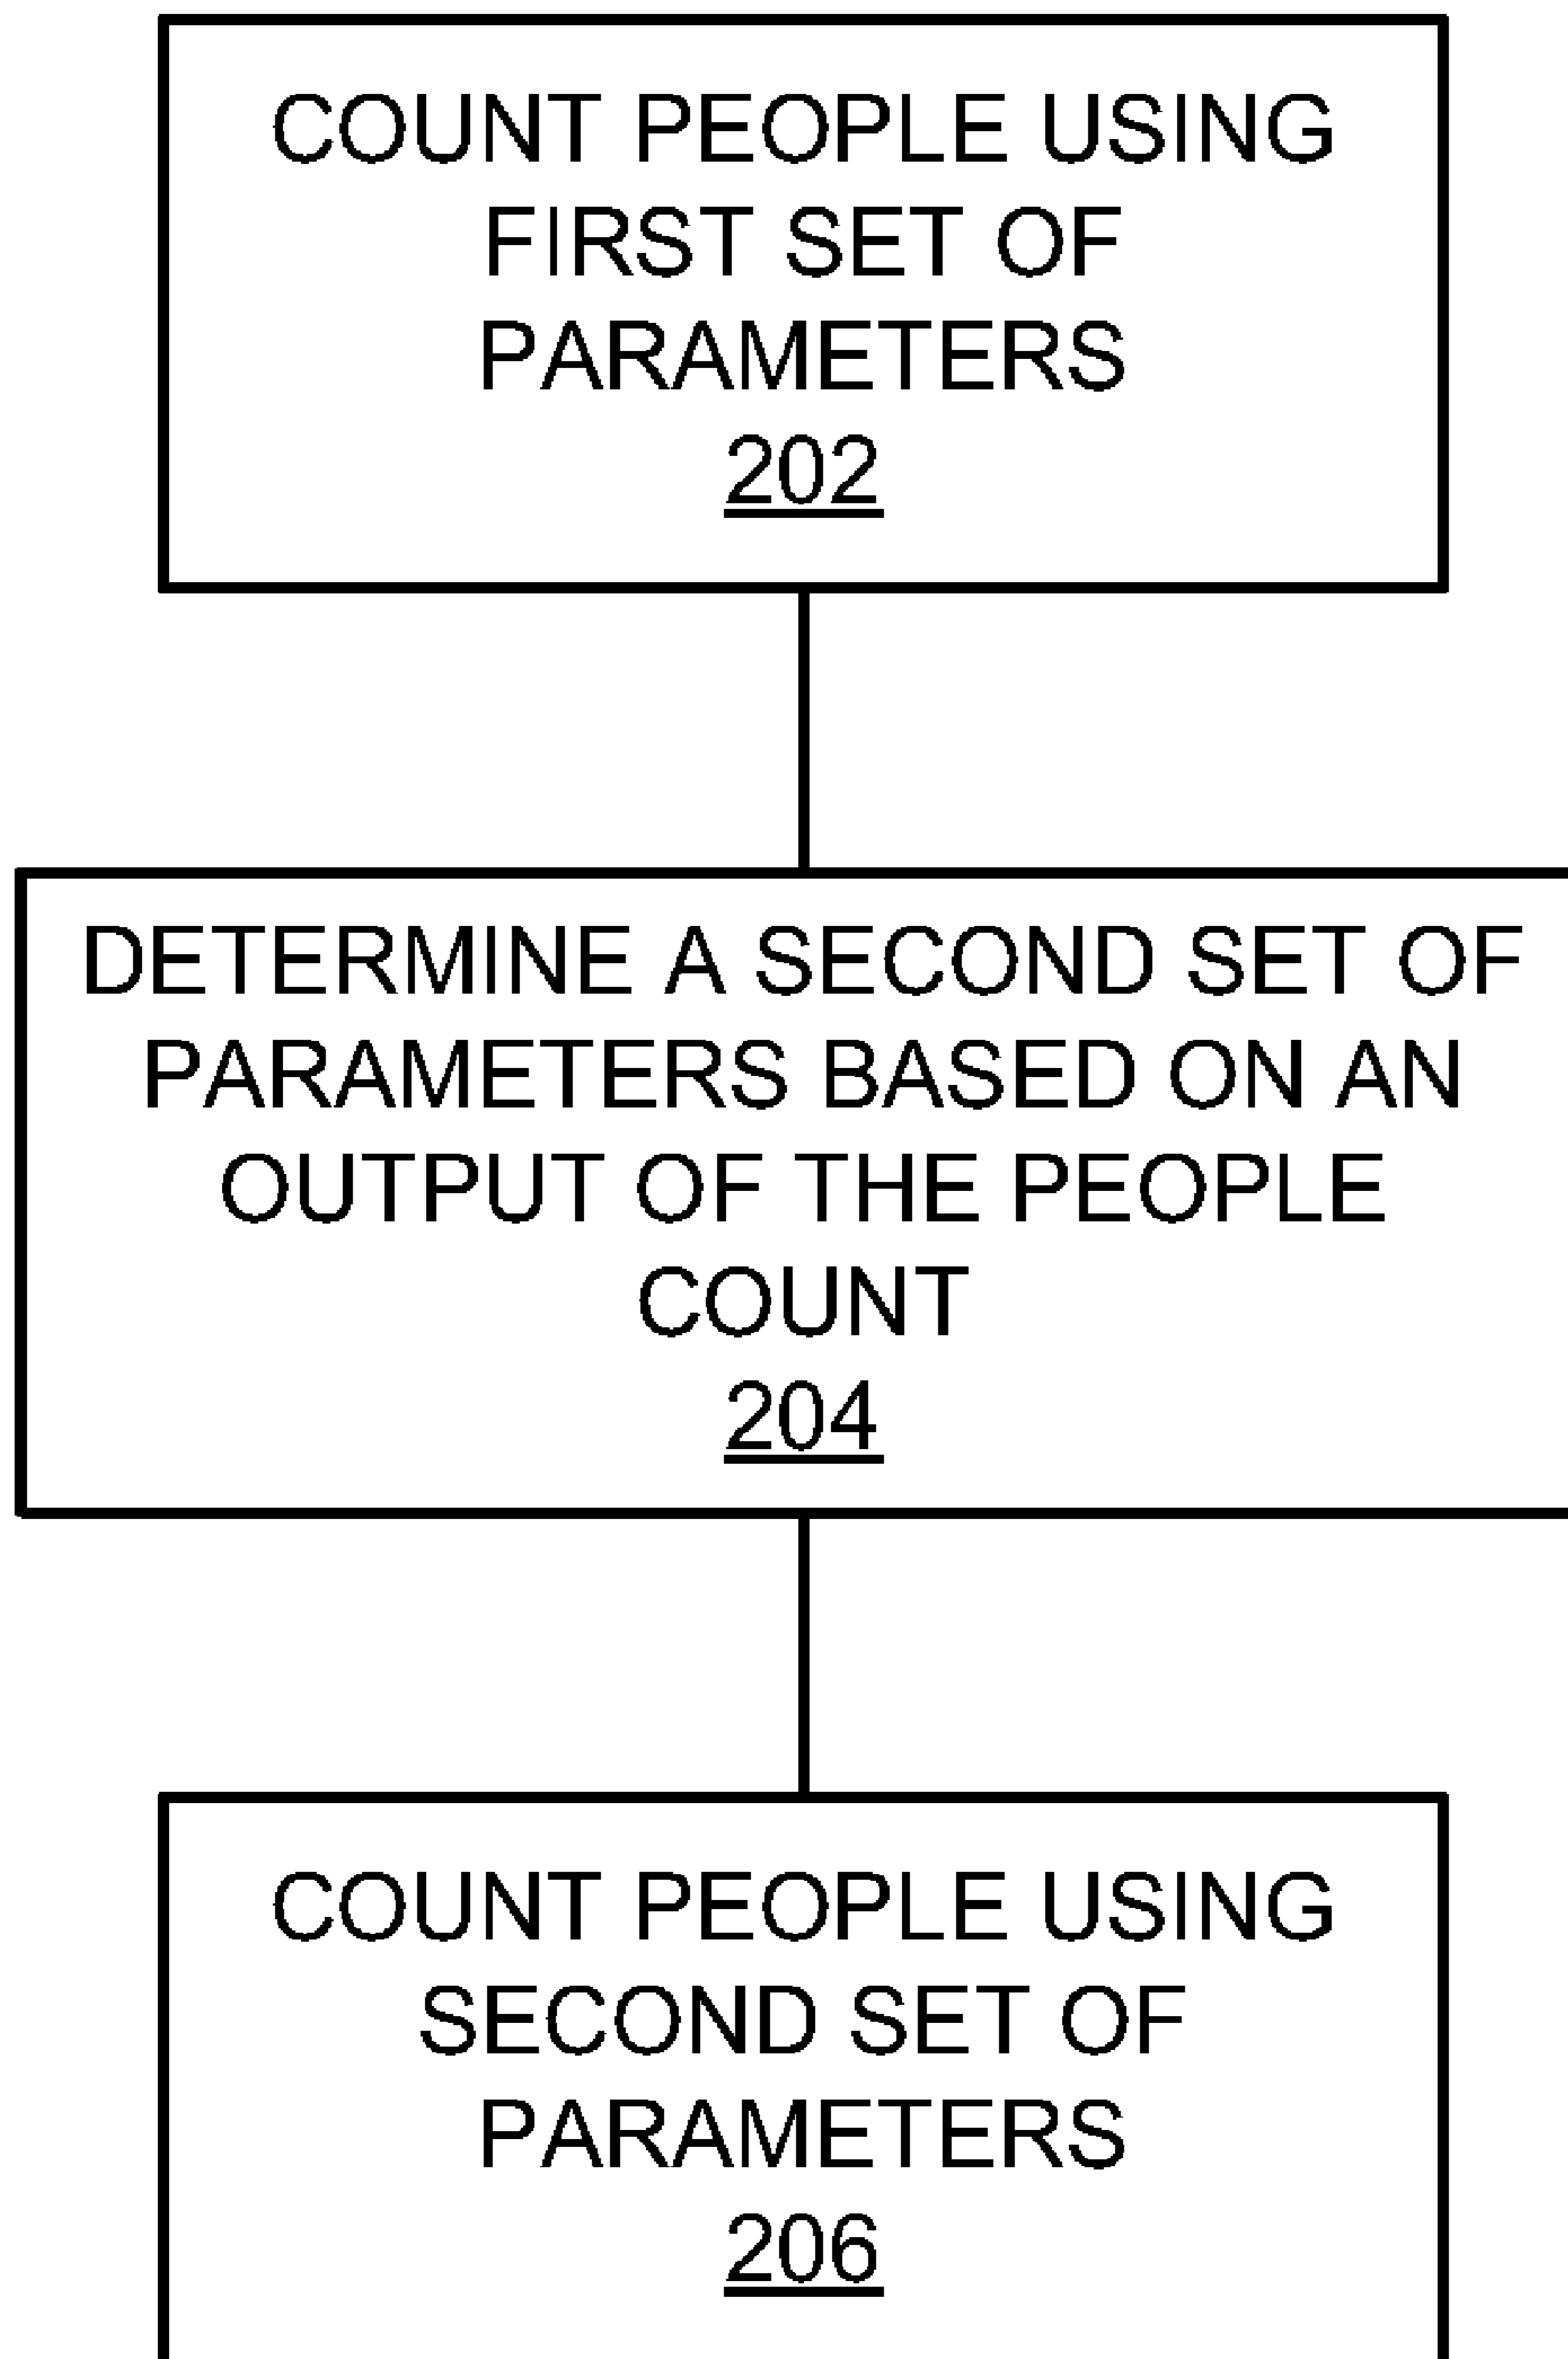 COUNT PEOPLE USING
FIRST SET OF
PARAMETERS
202
DETERMINE A SECOND SET OF
PARAMETERS BASED ON AN
OUTPUT OF THE PEOPLE
COUNT
204
COUNT PEOPLE USING
SECOND SET OF
PARAMETERS
206